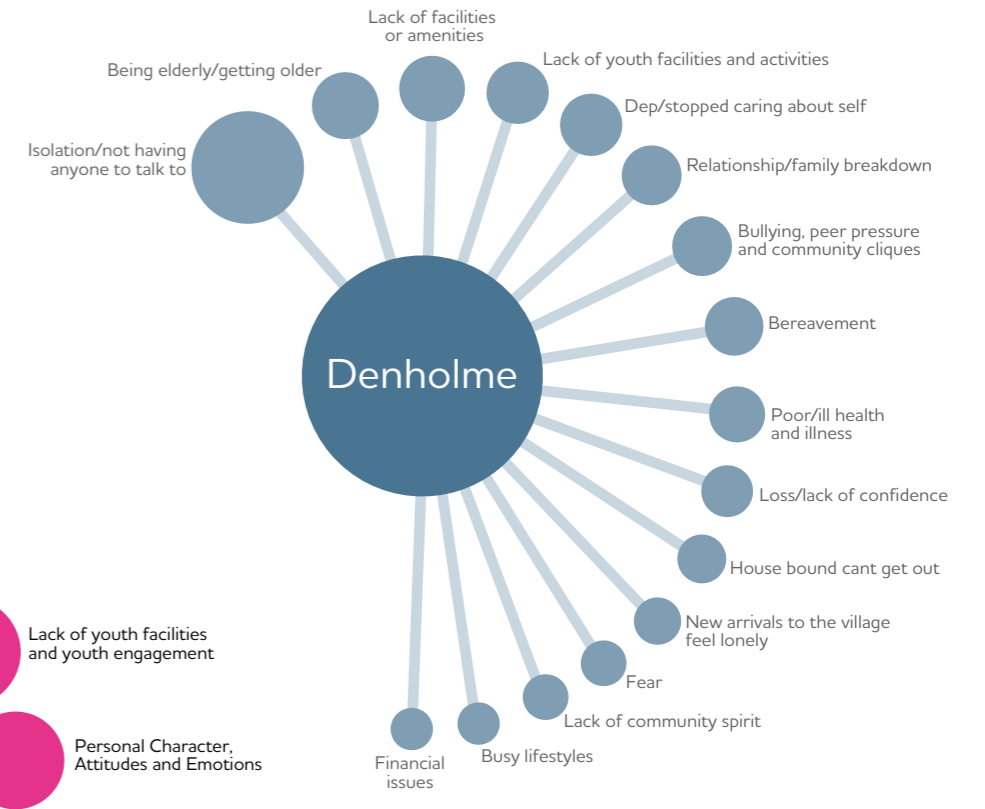 Lack of facilities
or amenities
Being elderly/getting older
Lack of youth facilities and activities
Dep/stopped caring about self
Isolation/not having
anyone to talk to
Relationship/family breakdown
Bullying, peer pressure
and community cliques
Bereavement
Denholme
Poor/ill health
and illness
Loss/lack of confidence
House bound cant get out
New arrivals to the village
feel lonely
Fear
Lack of community spirit
Busy lifestyles
Financial
issues
Lack of youth facilities
and youth engagement
Personal Character,
Attitudes and Emotions